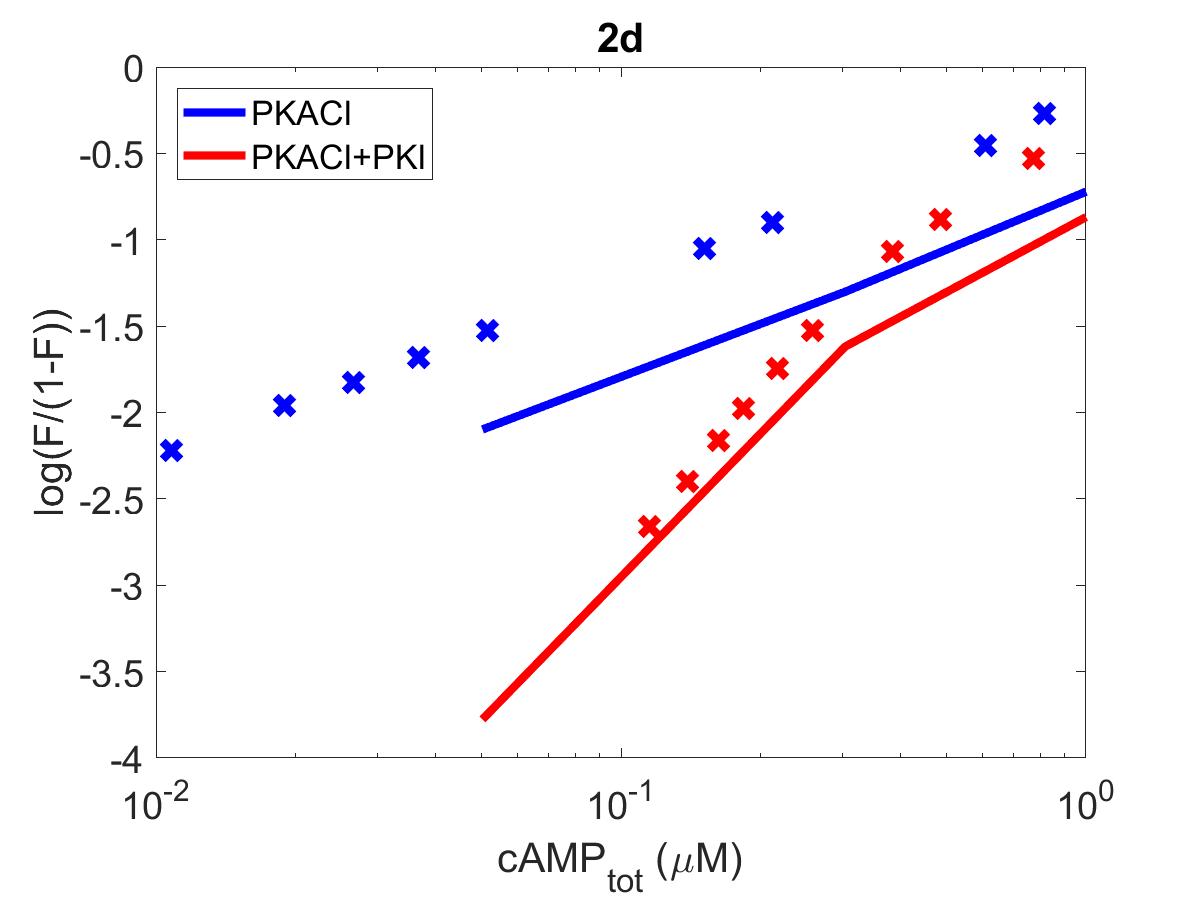 2d
PKACI
PKACI+PKI
0
-0.5
-1
-1.5
-2
-2.5
-3
-3.5
-4
log(F/(1-F))
10^-2
10^-1
10^0
cAMP_tot (μM)